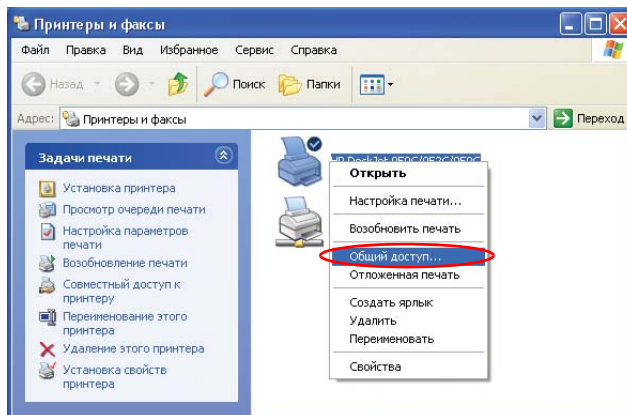 Принтеры и факсы
Файл Правка Вид Избранное Сервис Справка
Назад Поиск Папки
Адрес: Принтеры и факсы Переход
Задачи печати
Установка принтера
Просмотр очереди печати
Настройка параметров
печати
Возобновление печати
Совместный доступ к
принтеру
Переименование этого
принтера
Удаление этого принтера
Установка свойств
принтера
HP DeskJet
Открыть
Настройка печати...
Возобновить печать
Общий доступ...
Отложенная печать
Создать ярлык
Удалить
Переименовать
Свойства